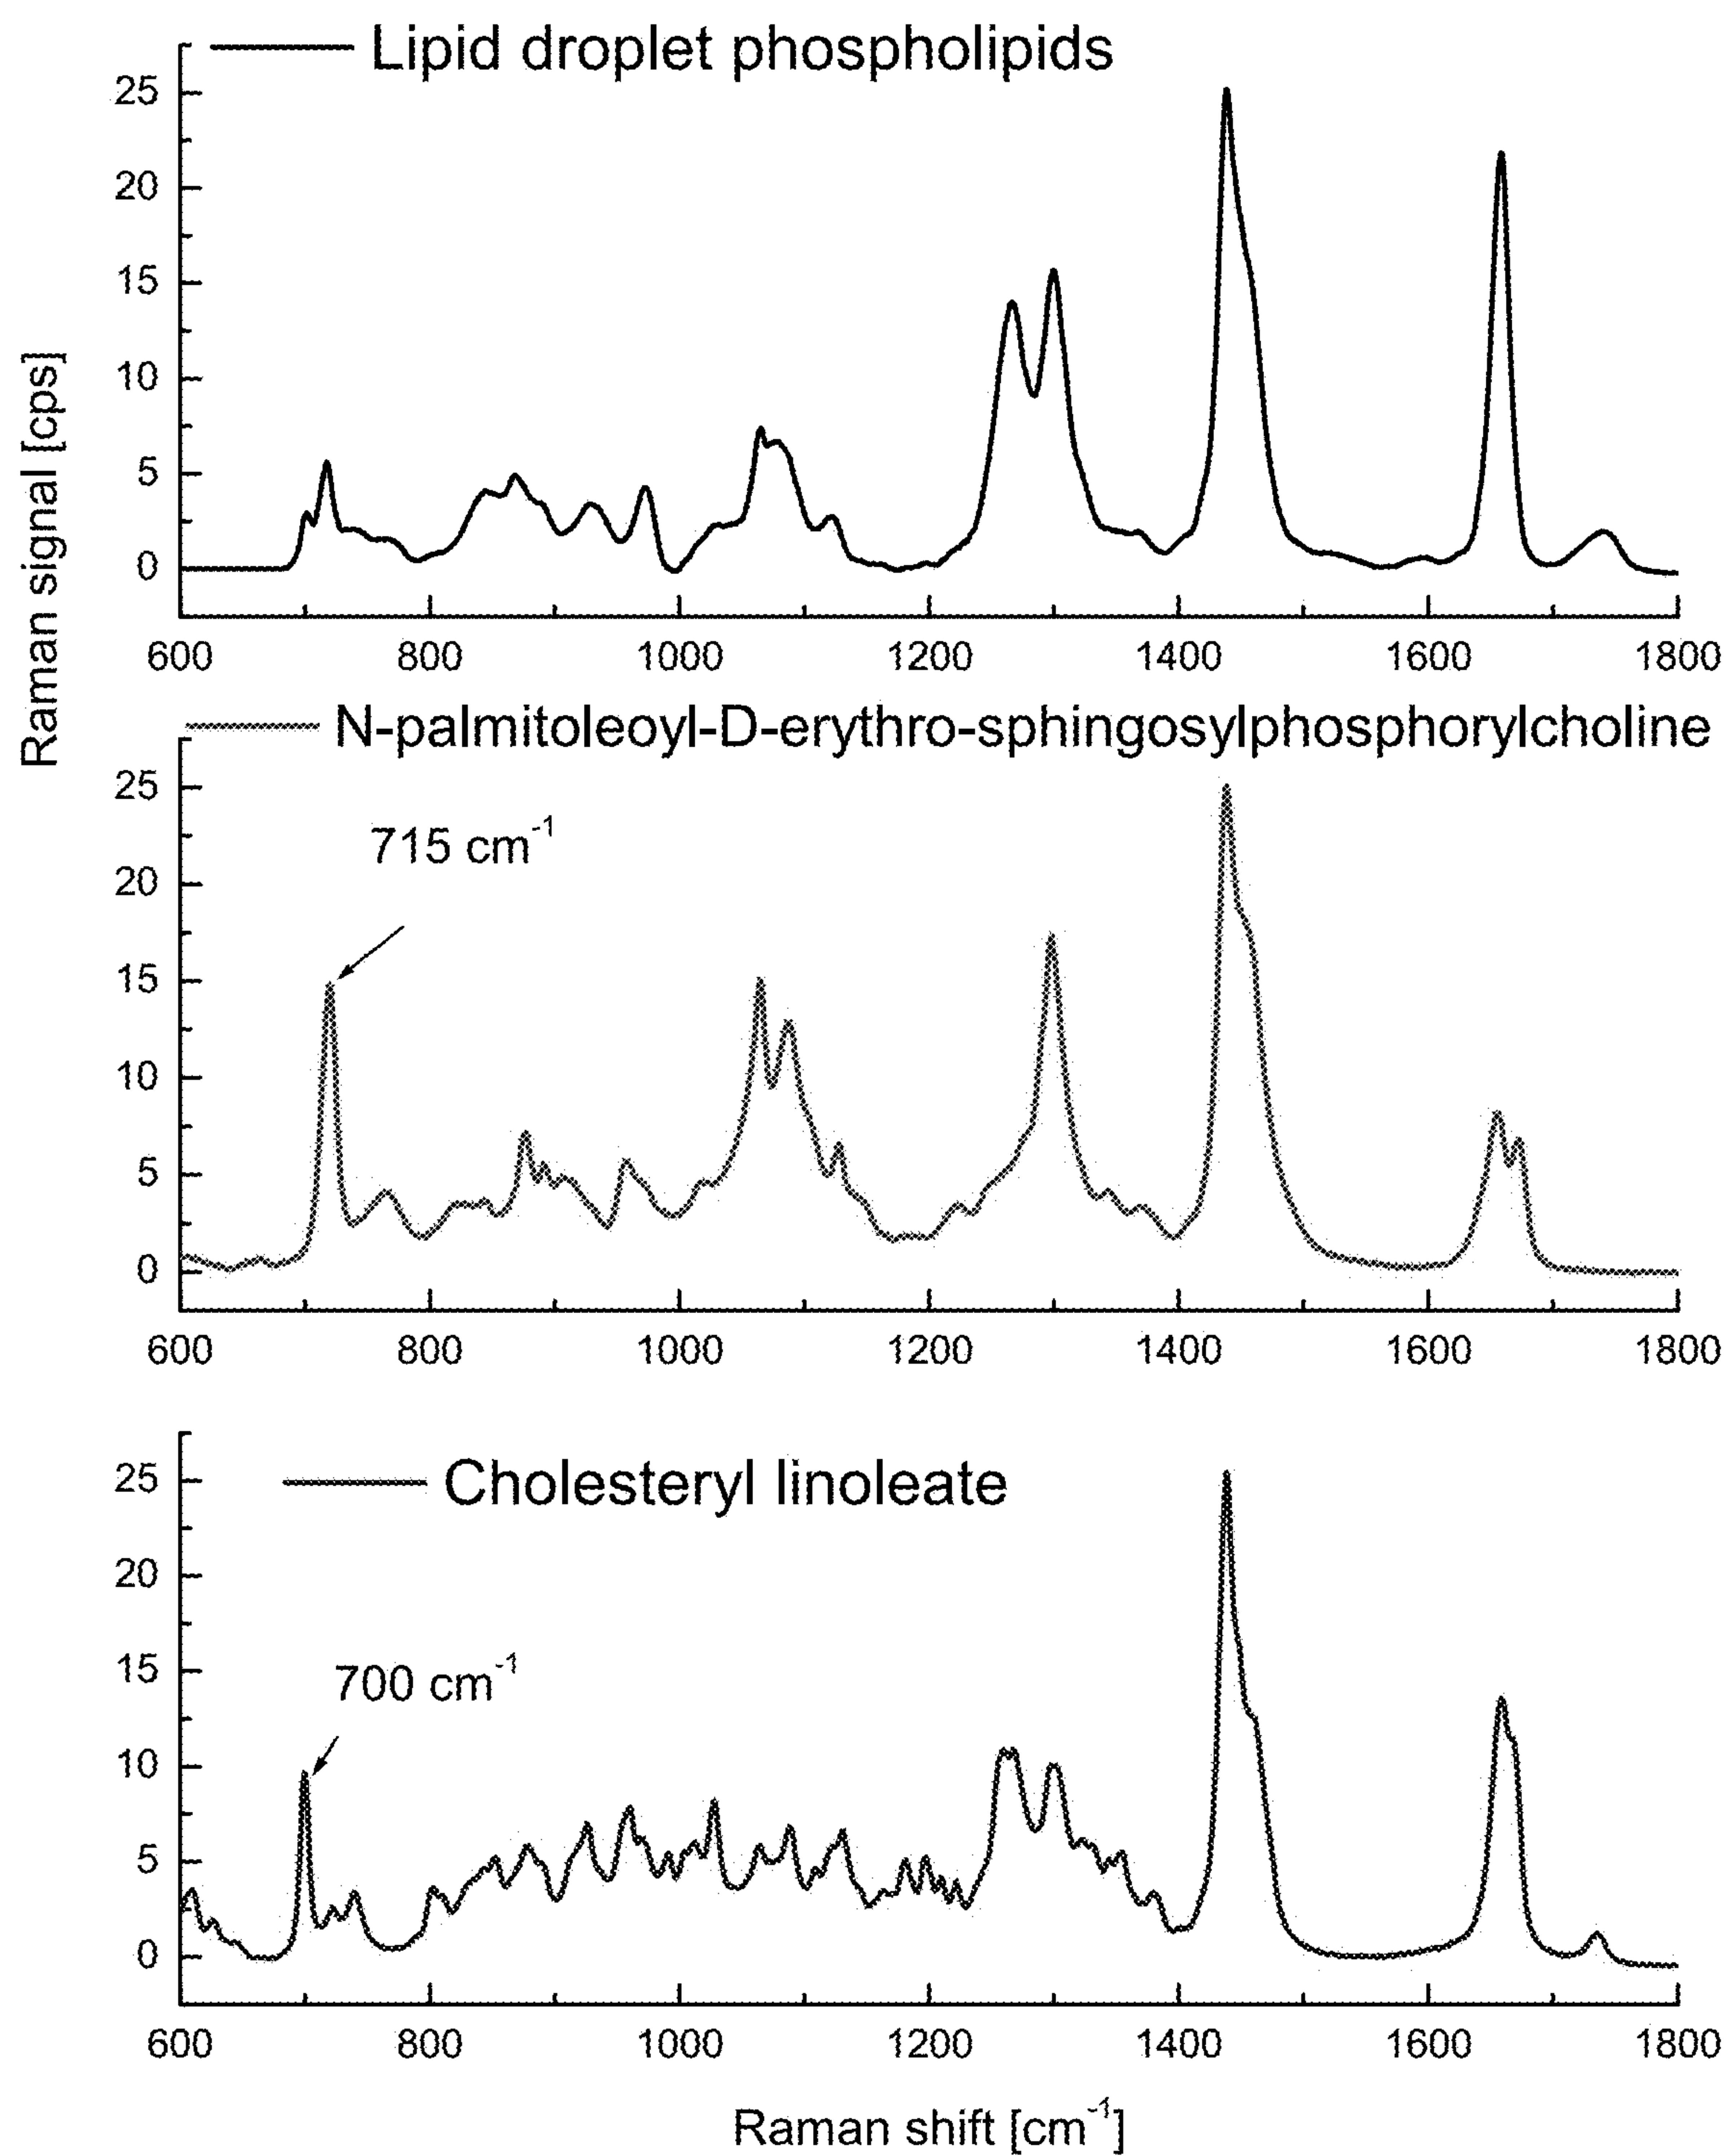 Lipid droplet phospholipids
25
20
15
10
5
0
600 800 1000 1200 1400 1600 1800
Raman signal [cps]
N-palmitoleoyl-D-erythro-sphingosylphosphorylcholine
25
715 cm⁻¹
20
15
10
5
0
600 800 1000 1200 1400 1600 1800
Cholesteryl linoleate
25
20
15
700 cm⁻¹
10
5
0
600 800 1000 1200 1400 1600 1800
Raman shift [cm⁻¹]